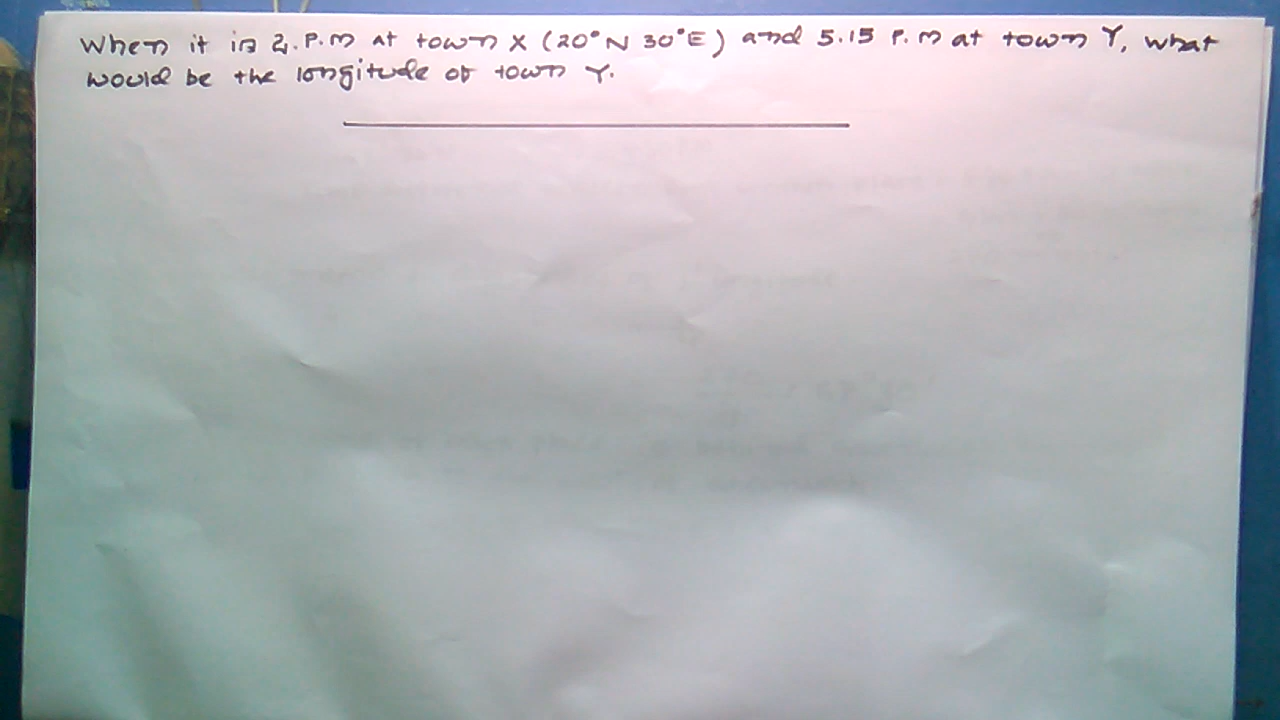 When it is 2. P.m at town X (20°N 30°E) and 5.15 P.m at town Y, what
would be the longitude of town Y.